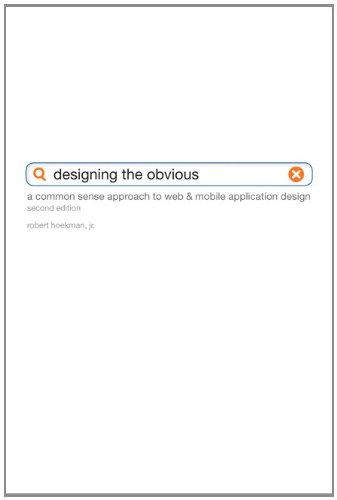 designing the obvious
a common sense approach to web & mobile application design
second edition
robert hoekman, jr.